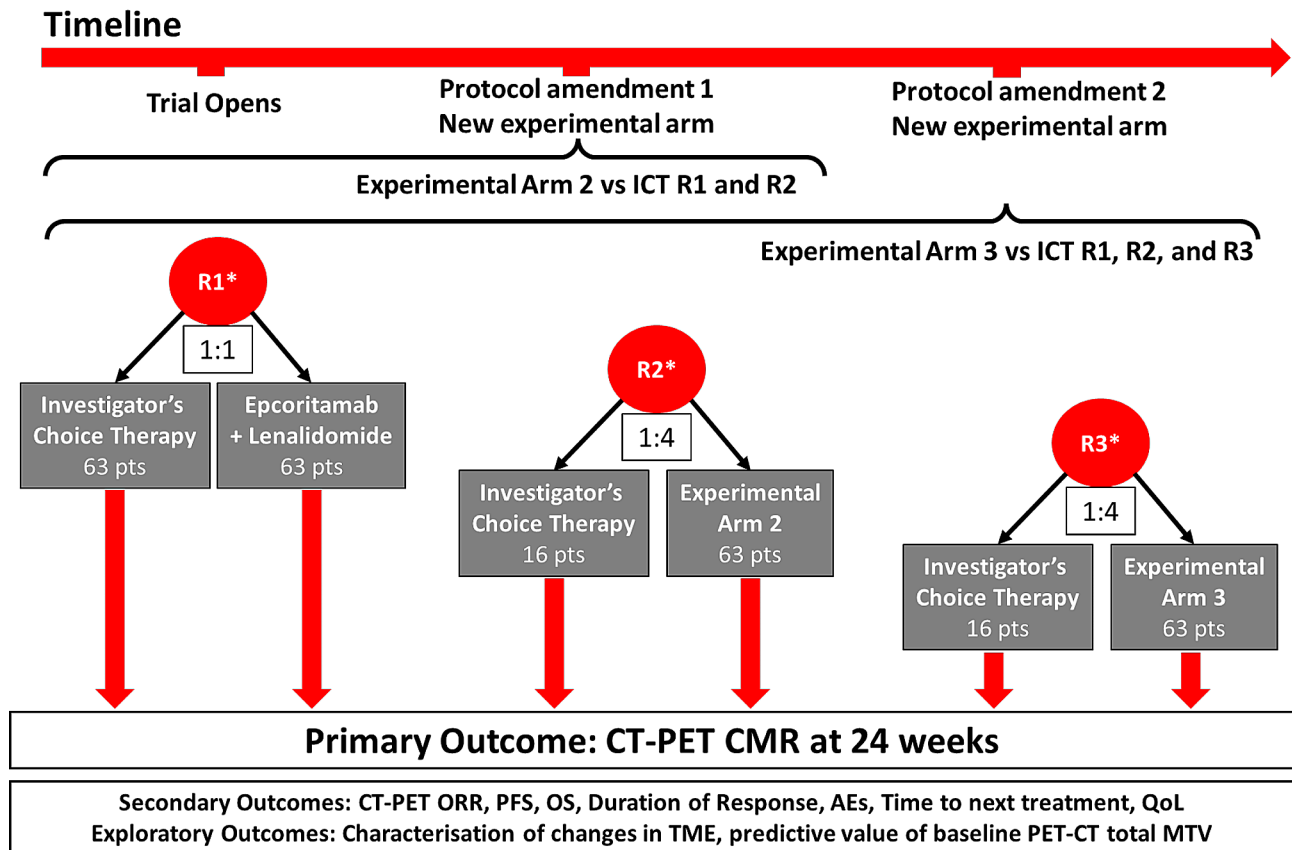 Timeline
Trial Opens
Protocol amendment 1
New experimental arm
Protocol amendment 2
New experimental arm
Experimental Arm 2 vs ICT R1 and R2
Experimental Arm 3 vs ICT R1, R2, and R3
R1*
1:1
Investigator’s
Choice Therapy
63 pts
Epcoritamab
+ Lenalidomide
63 pts
R2*
1:4
Investigator’s
Choice Therapy
16 pts
Experimental
Arm 2
63 pts
R3*
1:4
Investigator’s
Choice Therapy
16 pts
Experimental
Arm 3
63 pts
Primary Outcome: CT-PET CMR at 24 weeks
Secondary Outcomes: CT-PET ORR, PFS, OS, Duration of Response, AEs, Time to next treatment, QoL
Exploratory Outcomes: Characterisation of changes in TME, predictive value of baseline PET-CT total MTV